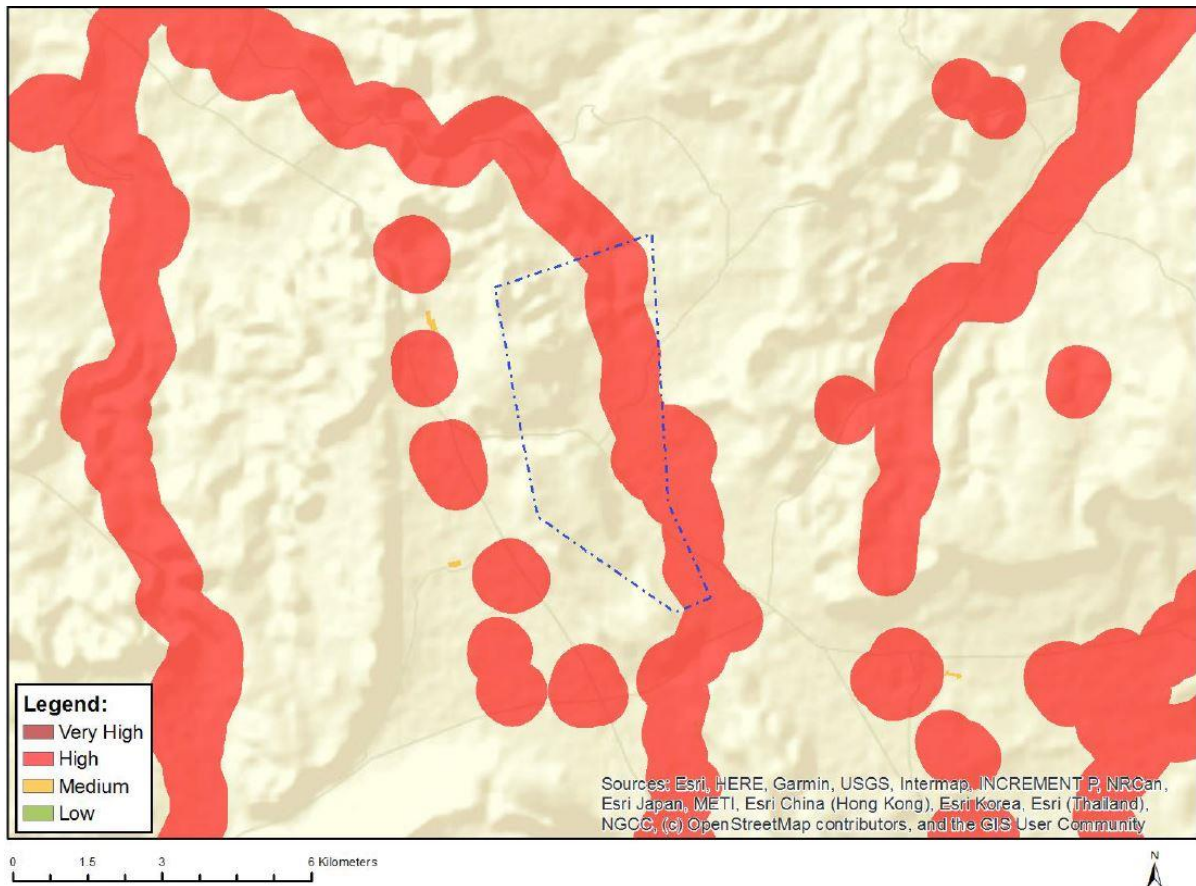 Legend:
Very High
High
Medium
Low
Sources: Esri, HERE, Garmin, USGS, Intermap, INCREMENT P, NRCan,
Esri Japan, METI, Esri China (Hong Kong), Esri Korea, Esri (Thailand),
NGCC, (c) OpenStreetMap contributors, and the GIS User Community
0 1.5 3 6 Kilometers
N